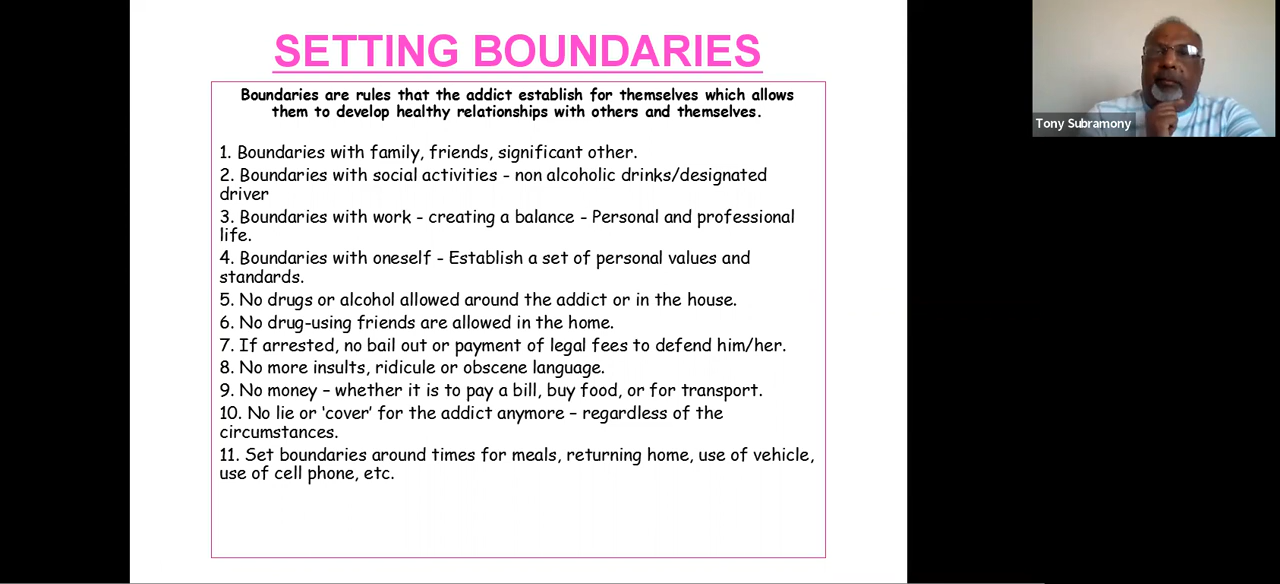 SETTING BOUNDARIES
Boundaries are rules that the addict establish for themselves which allows
them to develop healthy relationships with others and themselves.
1. Boundaries with family, friends, significant other.
2. Boundaries with social activities - non alcoholic drinks/designated
driver
3. Boundaries with work - creating a balance - Personal and professional
life.
4. Boundaries with oneself - Establish a set of personal values and
standards.
5. No drugs or alcohol allowed around the addict or in the house.
6. No drug-using friends are allowed in the home.
7. If arrested, no bail out or payment of legal fees to defend him/her.
8. No more insults, ridicule or obscene language.
9. No money – whether it is to pay a bill, buy food, or for transport.
10. No lie or ‘cover’ for the addict anymore – regardless of the
circumstances.
11. Set boundaries around times for meals, returning home, use of vehicle,
use of cell phone, etc.
Tony Subramony